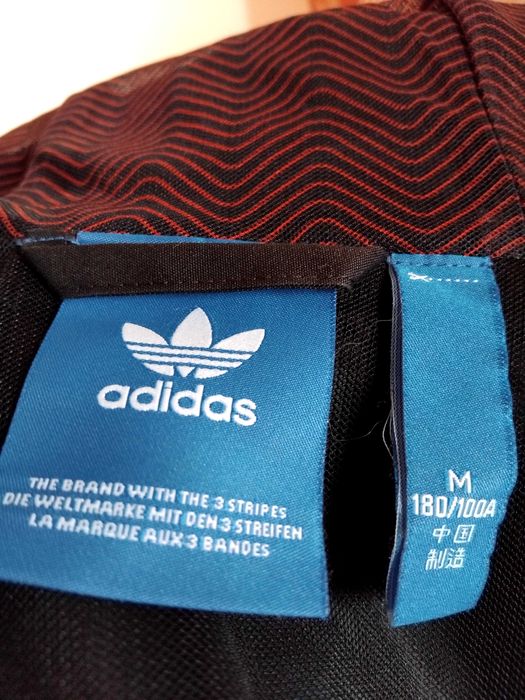 adidas
THE BRAND WITH THE 3 STRIPES
DIE WELTMARKE MIT DEN 3 STREIFEN
LA MARQUE AUX 3 BANDES
M
180/100A
中国
制造